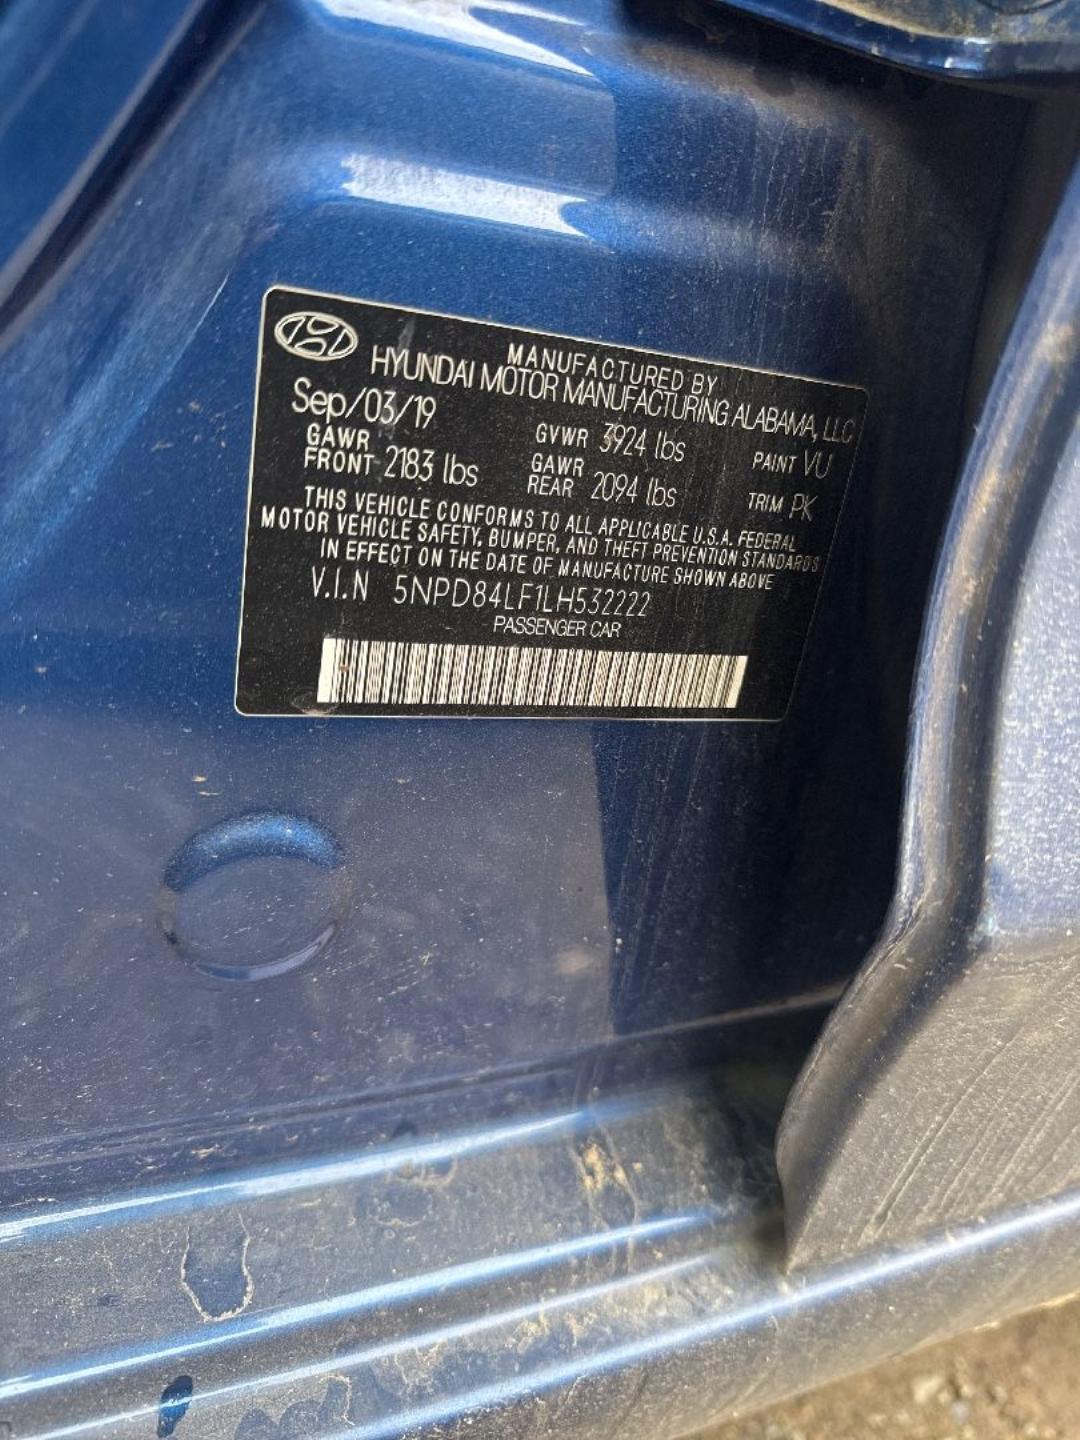 MANUFACTURED BY
HYUNDAI MOTOR MANUFACTURING ALABAMA, LLC
Sep/03/19 GVWR 3924 lbs PAINT VU
GAWR FRONT 2183 lbs GAWR REAR 2094 lbs TRIM PK
THIS VEHICLE CONFORMS TO ALL APPLICABLE U.S.A. FEDERAL
MOTOR VEHICLE SAFETY, BUMPER, AND THEFT PREVENTION STANDARDS
IN EFFECT ON THE DATE OF MANUFACTURE SHOWN ABOVE
V.I.N 5NPD84LF1LH532222
PASSENGER CAR